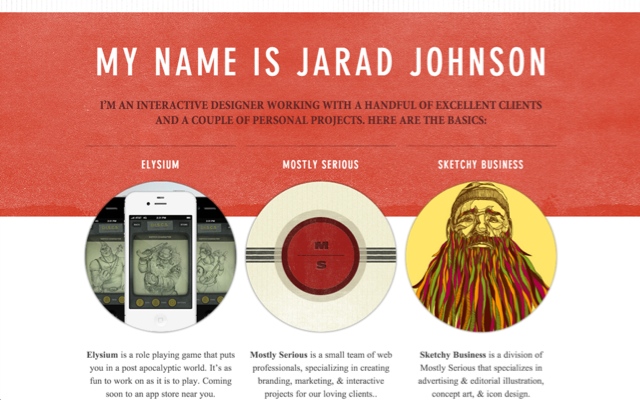 MY NAME IS JARAD JOHNSON
I'M AN INTERACTIVE DESIGNER WORKING WITH A HANDFUL OF EXCELLENT CLIENTS
AND A COUPLE OF PERSONAL PROJECTS. HERE ARE THE BASICS:
ELYSIUM
MOSTLY SERIOUS
SKETCHY BUSINESS
M
S
Elysium is a role playing game that puts
you in a post apocalyptic world. It's as
fun to work on as it is to play. Coming
soon to an app store near you.
Mostly Serious is a small team of web
professionals, specializing in creating
branding, marketing, & interactive
projects for our loving clients..
Sketchy Business is a division of
Mostly Serious that specializes in
advertising & editorial illustration,
concept art, & icon design.